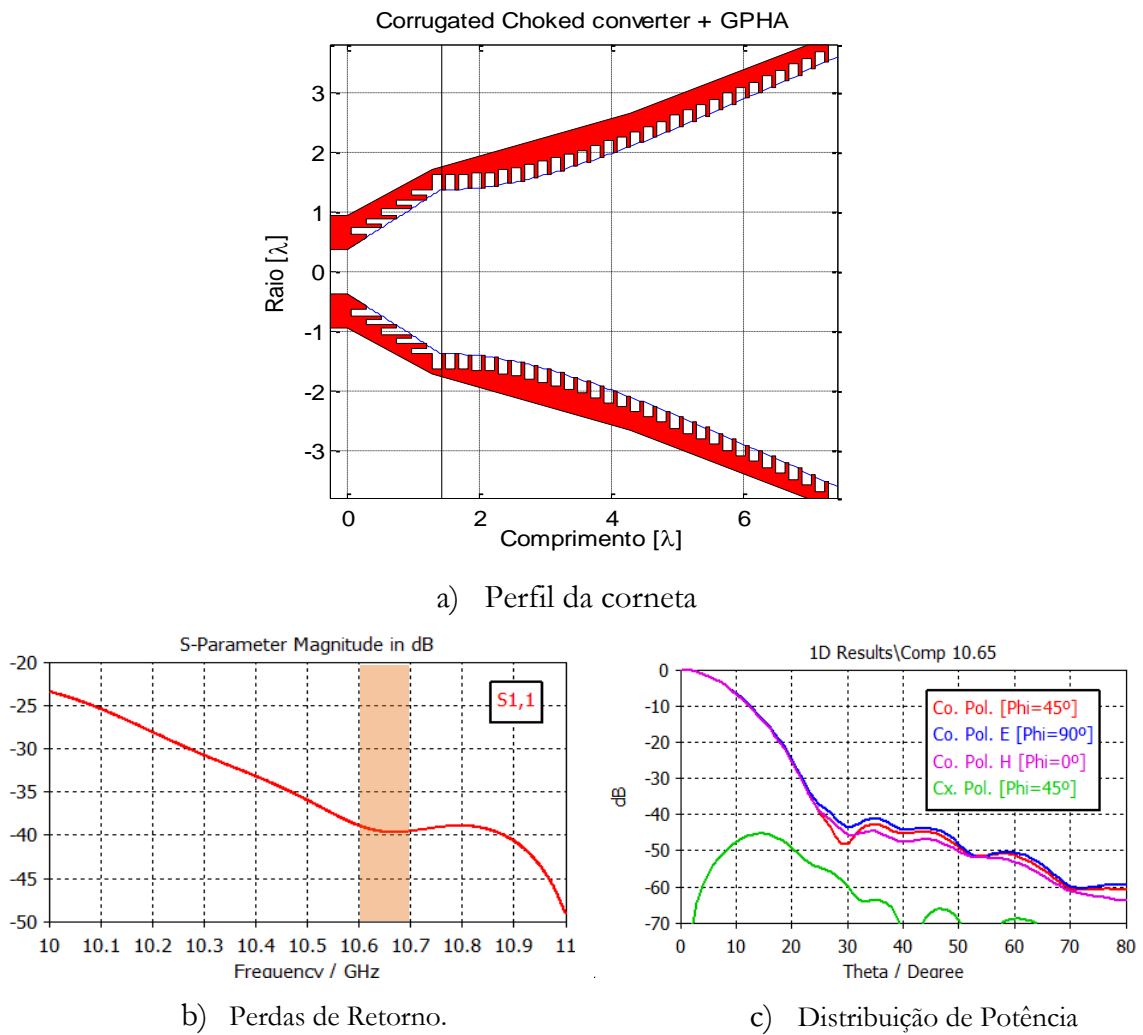 Corrugated Choked converter + GPHA
3
2
1
0
-1
-2
-3
Raio [λ]
0 2 4 6
Comprimento [λ]
a) Perfil da corneta
S-Parameter Magnitude in dB
-20
-25
-30
-35
-40
-45
-50
S1,1
10 10.1 10.2 10.3 10.4 10.5 10.6 10.7 10.8 10.9 11
Frequency / GHz
b) Perdas de Retorno.
1D Results\Comp 10.65
0
-10
-20
-30
-40
-50
-60
-70
dB
Co. Pol. [Phi=45º]
Co. Pol. E [Phi=90º]
Co. Pol. H [Phi=0º]
Cx. Pol. [Phi=45º]
0 10 20 30 40 50 60 70 80
Theta / Degree
c) Distribuição de Potência